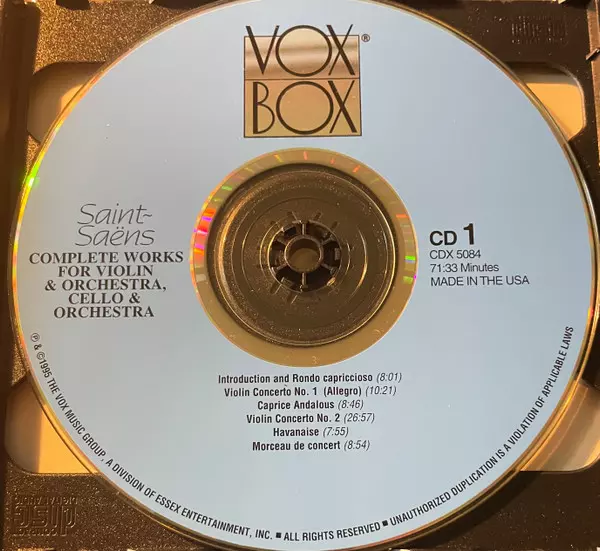 VOX®
BOX
Saint-
Saëns
COMPLETE WORKS
FOR VIOLIN
& ORCHESTRA,
CELLO &
ORCHESTRA
CD 1
CDX 5084
71:33 Minutes
MADE IN THE USA
Introduction and Rondo capriccioso (8:01)
Violin Concerto No. 1 (Allegro) (10:21)
Caprice Andalous (8:46)
Violin Concerto No. 2 (26:57)
Havanaise (7:55)
Morceau de concert (8:54)
℗ & ©1995 THE VOX MUSIC GROUP, A DIVISION OF ESSEX ENTERTAINMENT, INC. ■ ALL RIGHTS RESERVED. ■ UNAUTHORIZED DUPLICATION IS A VIOLATION OF APPLICABLE LAWS